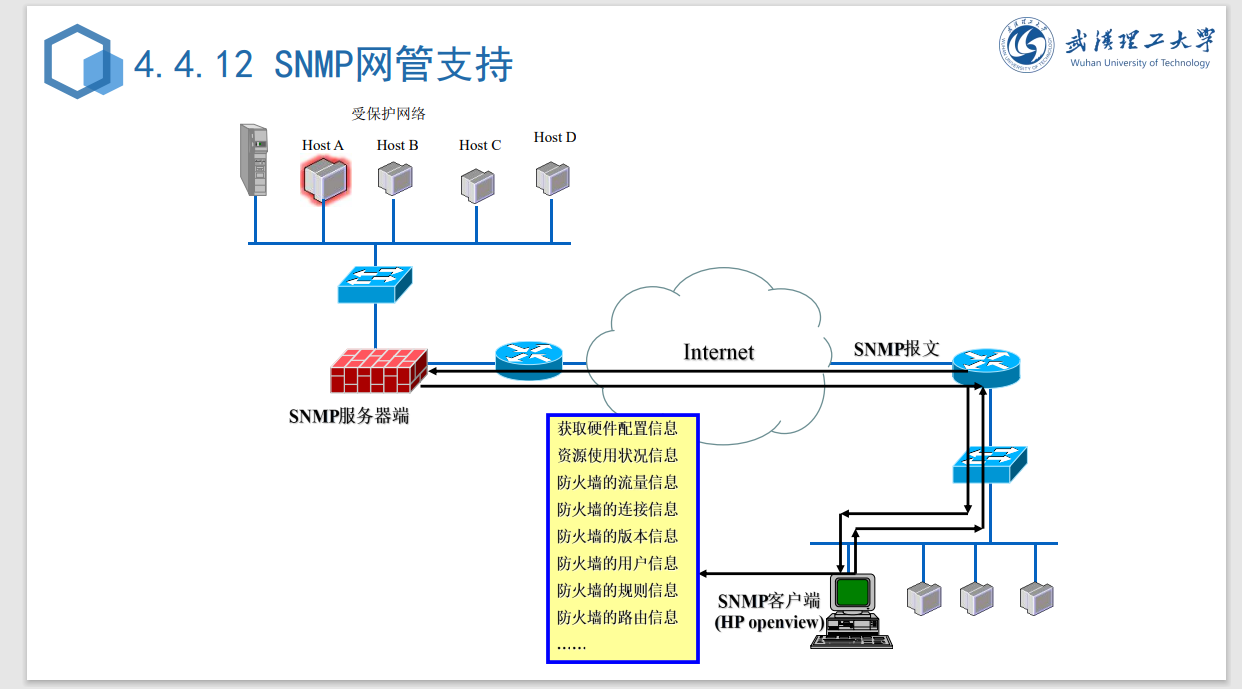 4.4.12 SNMP网管支持
武汉理工大学
Wuhan University of Technology
受保护网络
Host A
Host B
Host C
Host D
Internet
SNMP报文
SNMP服务器端
获取硬件配置信息
资源使用状况信息
防火墙的流量信息
防火墙的连接信息
防火墙的版本信息
防火墙的用户信息
防火墙的规则信息
防火墙的路由信息
……
SNMP客户端
(HP openview)